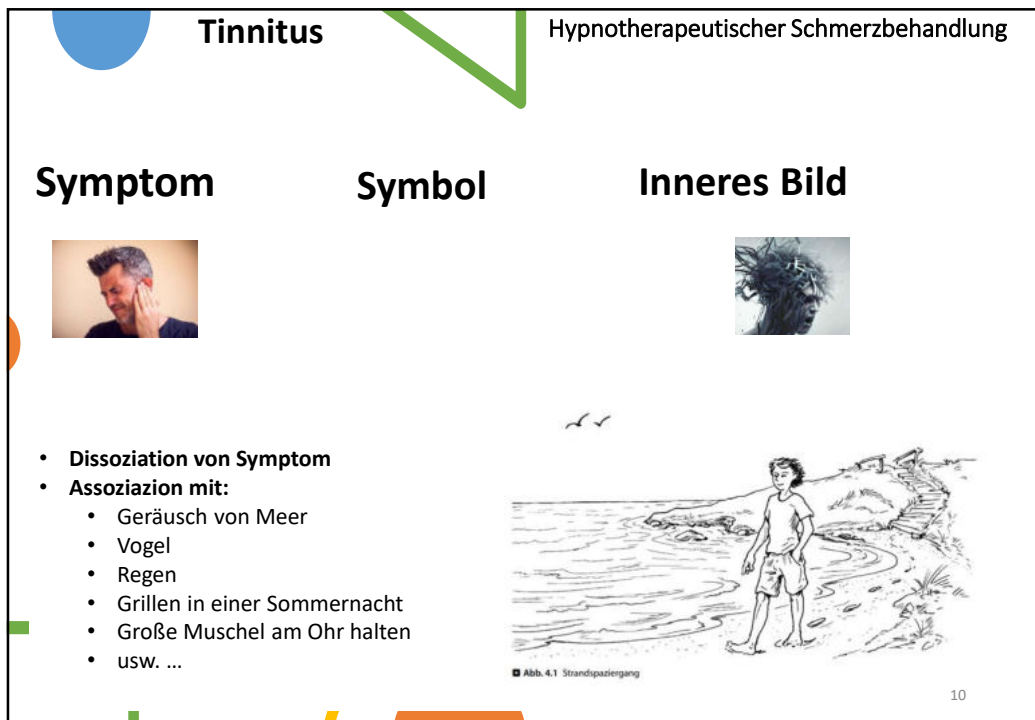 Tinnitus
Hypnotherapeutischer Schmerzbehandlung
Symptom
Symbol
Inneres Bild
• Dissoziation von Symptom
• Assoziazion mit:
• Geräusch von Meer
• Vogel
• Regen
• Grillen in einer Sommernacht
• Große Muschel am Ohr halten
• usw. ...
Abb. 4.1 Strandspaziergang
10